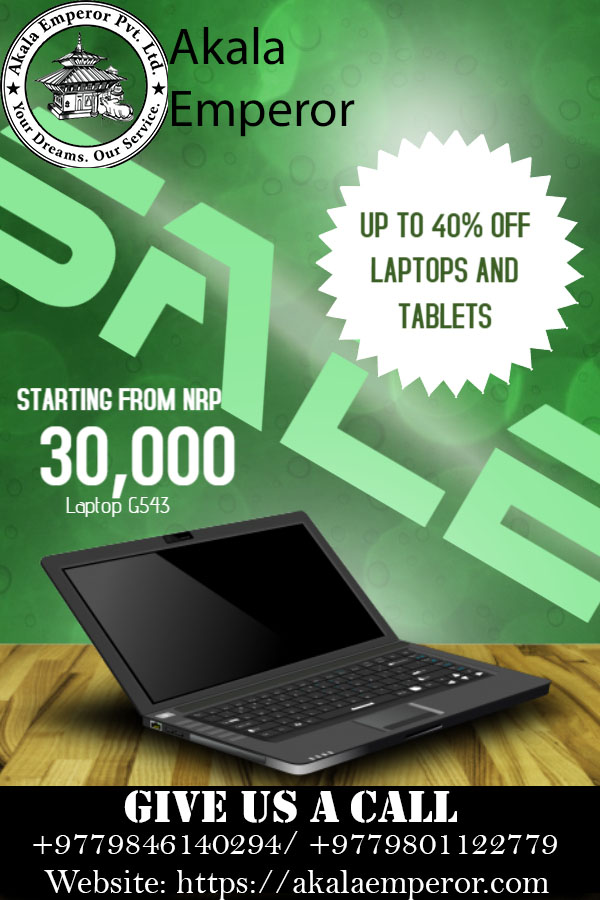 Akala Emperor Pvt. Ltd.
Your Dreams. Our Service.
Akala
Emperor
SALE
UP TO 40% OFF
LAPTOPS AND
TABLETS
STARTING FROM NRP
30,000
Laptop G543
GIVE US A CALL
+9779846140294/ +9779801122779
Website: https://akalaemperor.com